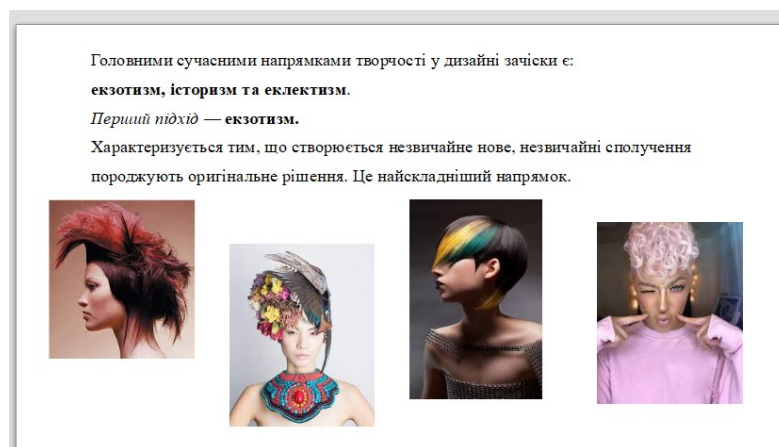 Головними сучасними напрямками творчості у дизайні зачіски є:
екзотизм, історизм та еклектизм.
Перший підхід — екзотизм.
Характеризується тим, що створюється незвичайне нове, незвичайні сполучення
породжують оригінальне рішення. Це найскладніший напрямок.